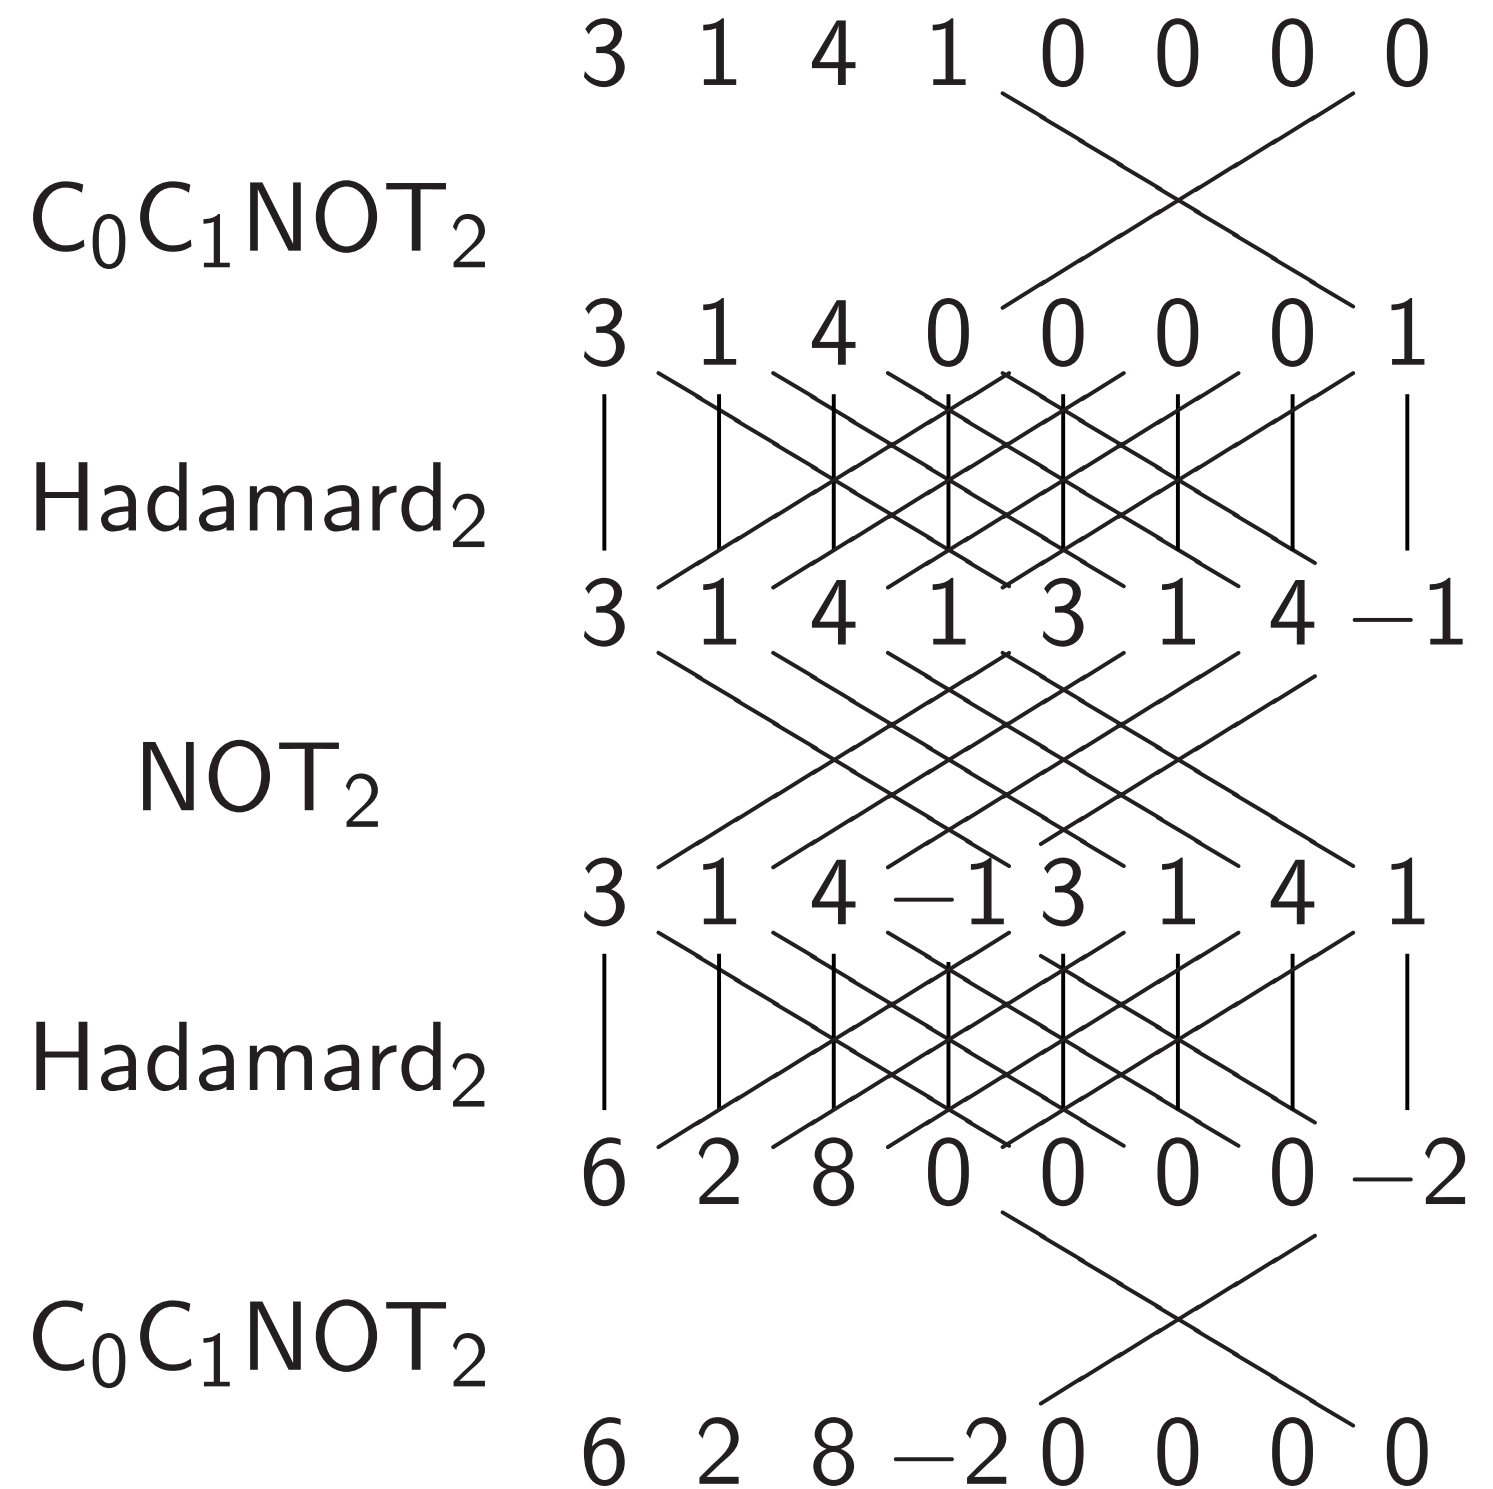 3 1 4 1 0 0 0 0
C₀C₁NOT₂
3 1 4 0 0 0 0 1
Hadamard₂
3 1 4 1 3 1 4 −1
NOT₂
3 1 4 −1 3 1 4 1
Hadamard₂
6 2 8 0 0 0 0 −2
C₀C₁NOT₂
6 2 8 −2 0 0 0 0